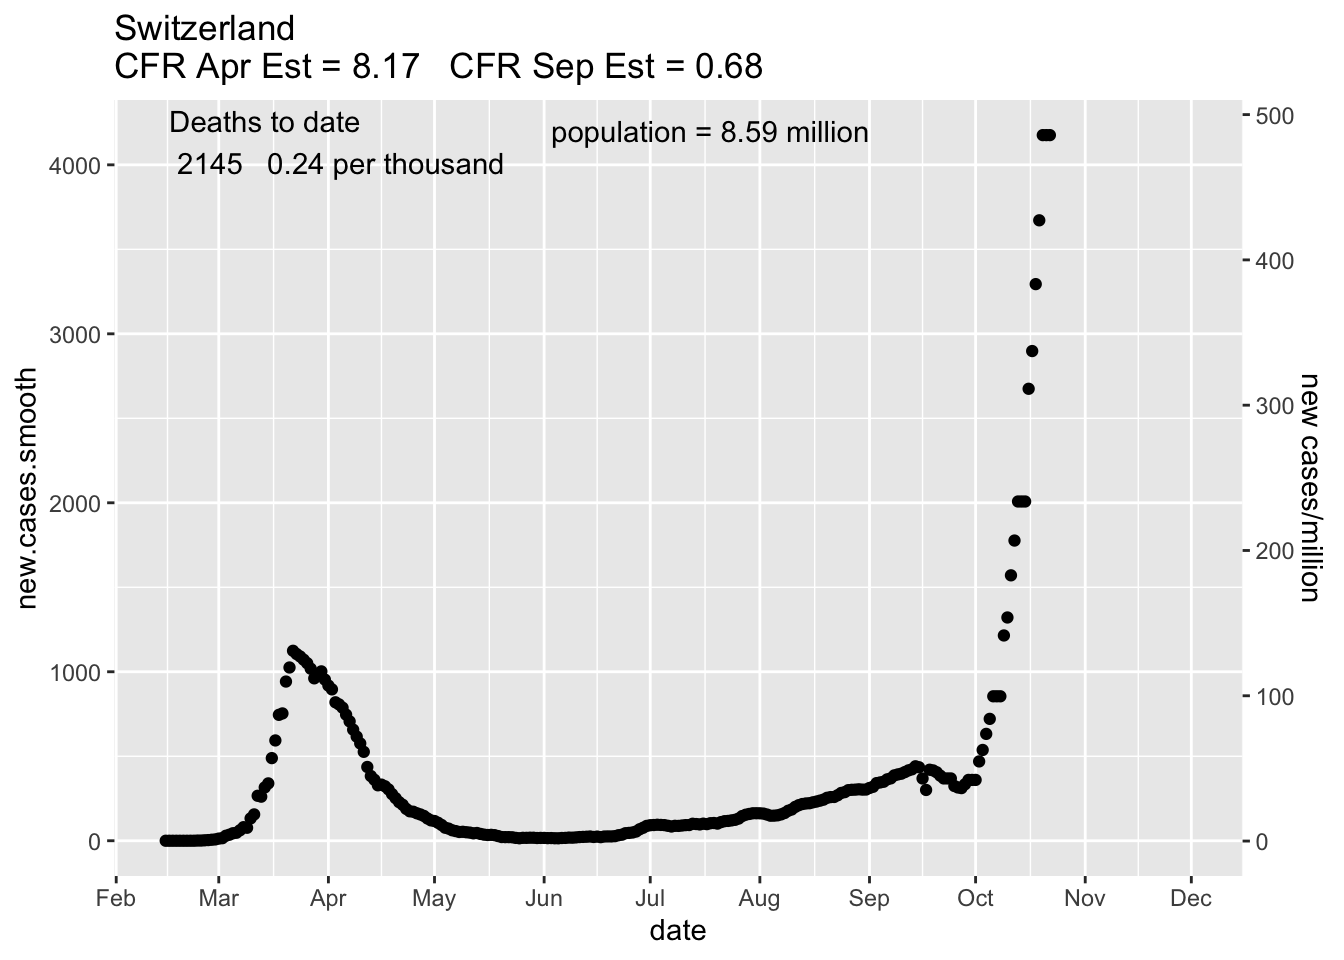 Switzerland
CFR Apr Est = 8.17   CFR Sep Est = 0.68
Deaths to date
2145   0.24 per thousand
population = 8.59 million
new.cases.smooth
4000
3000
2000
1000
0
500
400
300
200
100
0
new cases/million
Feb Mar Apr May Jun Jul Aug Sep Oct Nov Dec
date